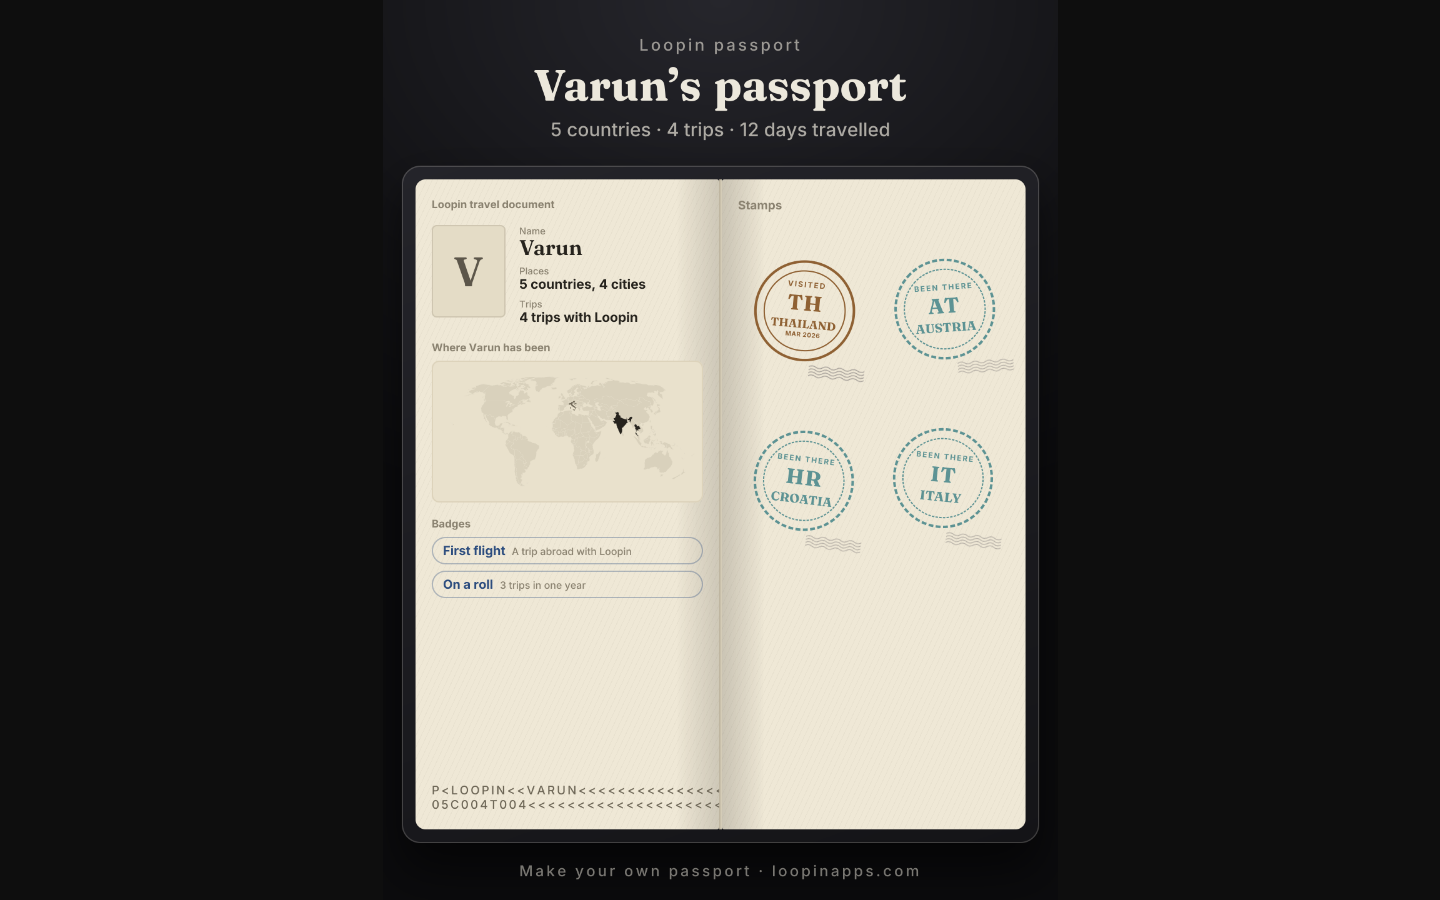 Loopin passport
Varun’s passport
5 countries · 4 trips · 12 days travelled
Loopin travel document
V
Name
Varun
Places
5 countries, 4 cities
Trips
4 trips with Loopin
Where Varun has been
Badges
First flight A trip abroad with Loopin
On a roll 3 trips in one year
P<LOOPIN<<VARUN<<<<<<<<<<<<<<<
05C004T004<<<<<<<<<<<<<<<<<<<<
Stamps
VISITED
TH
THAILAND
MAR 2026
BEEN THERE
AT
AUSTRIA
BEEN THERE
HR
CROATIA
BEEN THERE
IT
ITALY
Make your own passport · loopinapps.com